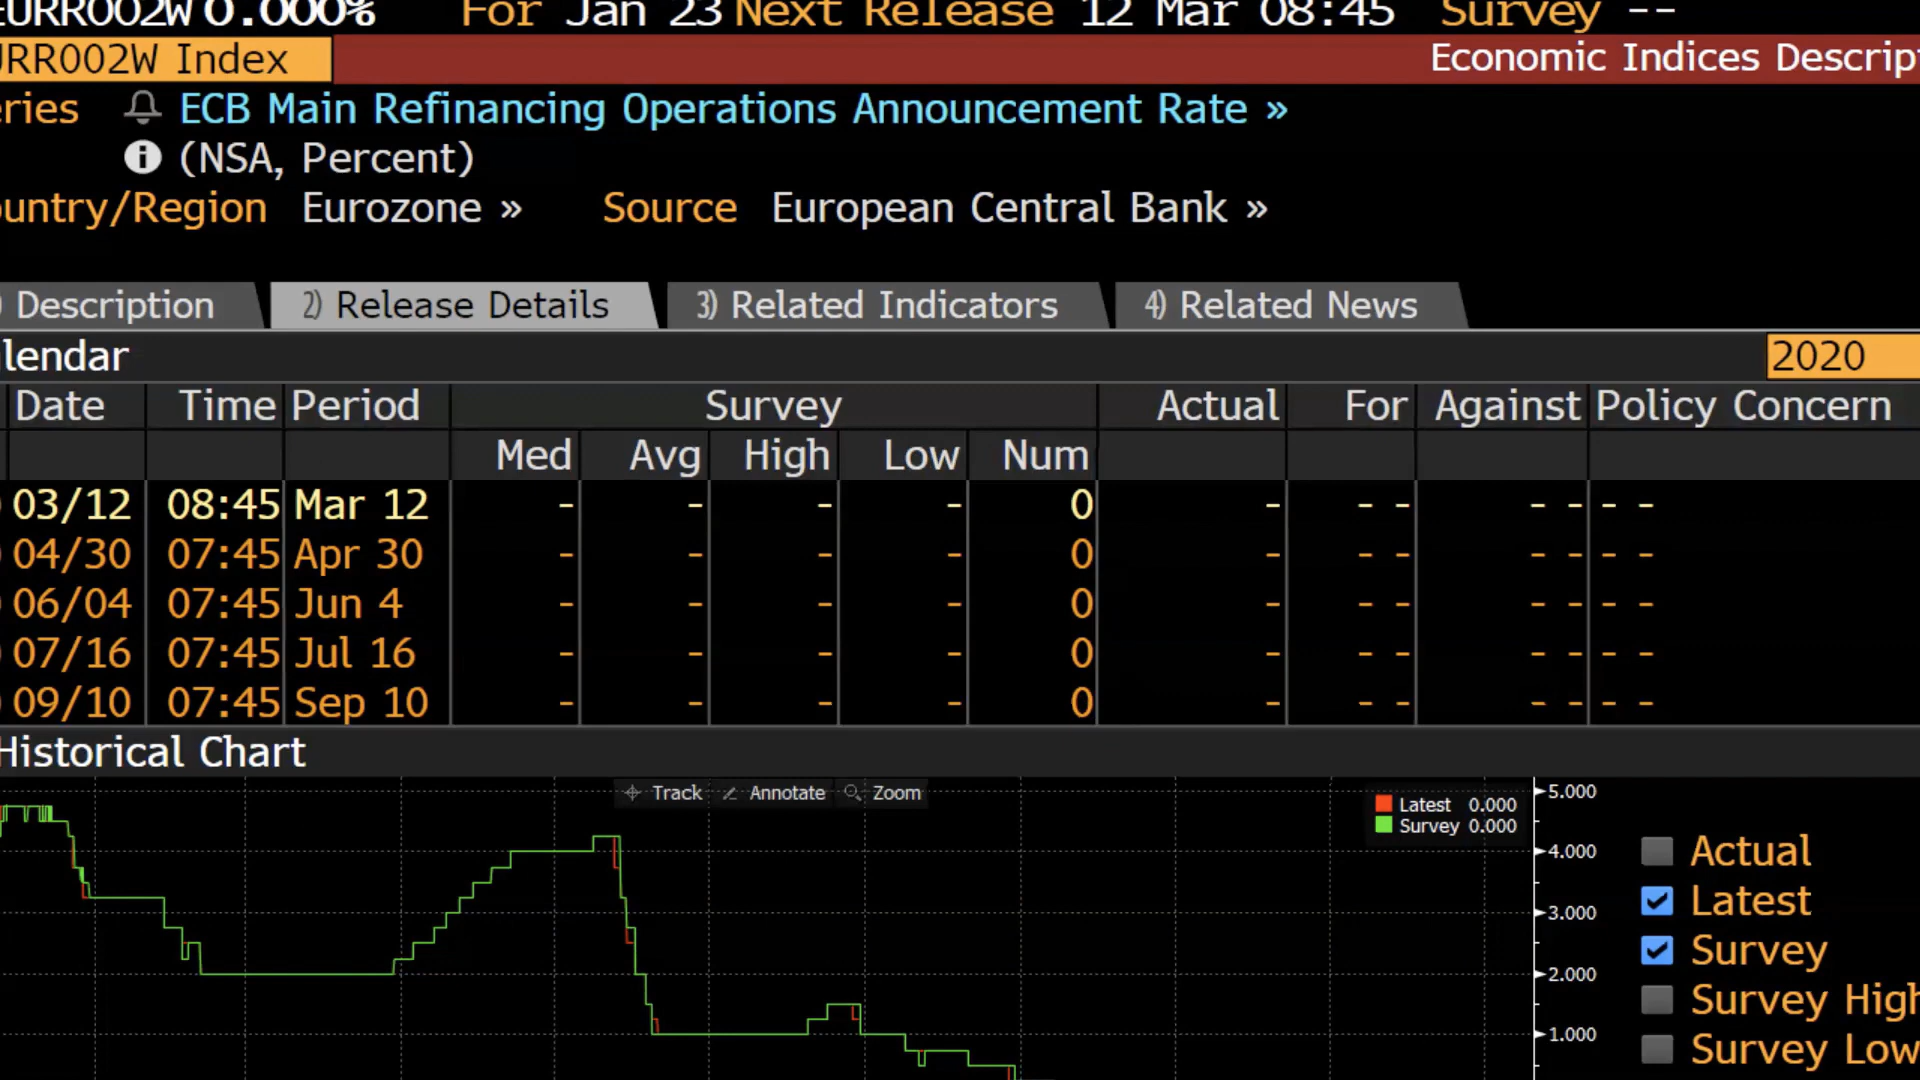 EURR002W 0.000% For Jan 23 Next Release 12 Mar 08:45 Survey --
URR002W Index Economic Indices Descrip
eries ECB Main Refinancing Operations Announcement Rate »
(NSA, Percent)
ountry/Region Eurozone » Source European Central Bank »
) Description 2) Release Details 3) Related Indicators 4) Related News
lendar 2020
Date Time Period Survey Actual For Against Policy Concern
Med Avg High Low Num
03/12 08:45 Mar 12 - - - - 0 - - - - - - -
04/30 07:45 Apr 30 - - - - 0 - - - - - - -
06/04 07:45 Jun 4 - - - - 0 - - - - - - -
07/16 07:45 Jul 16 - - - - 0 - - - - - - -
09/10 07:45 Sep 10 - - - - 0 - - - - - - -
Historical Chart
Track Annotate Zoom
Latest 0.000
Survey 0.000
5.000
4.000
3.000
2.000
1.000
Actual
Latest
Survey
Survey High
Survey Low